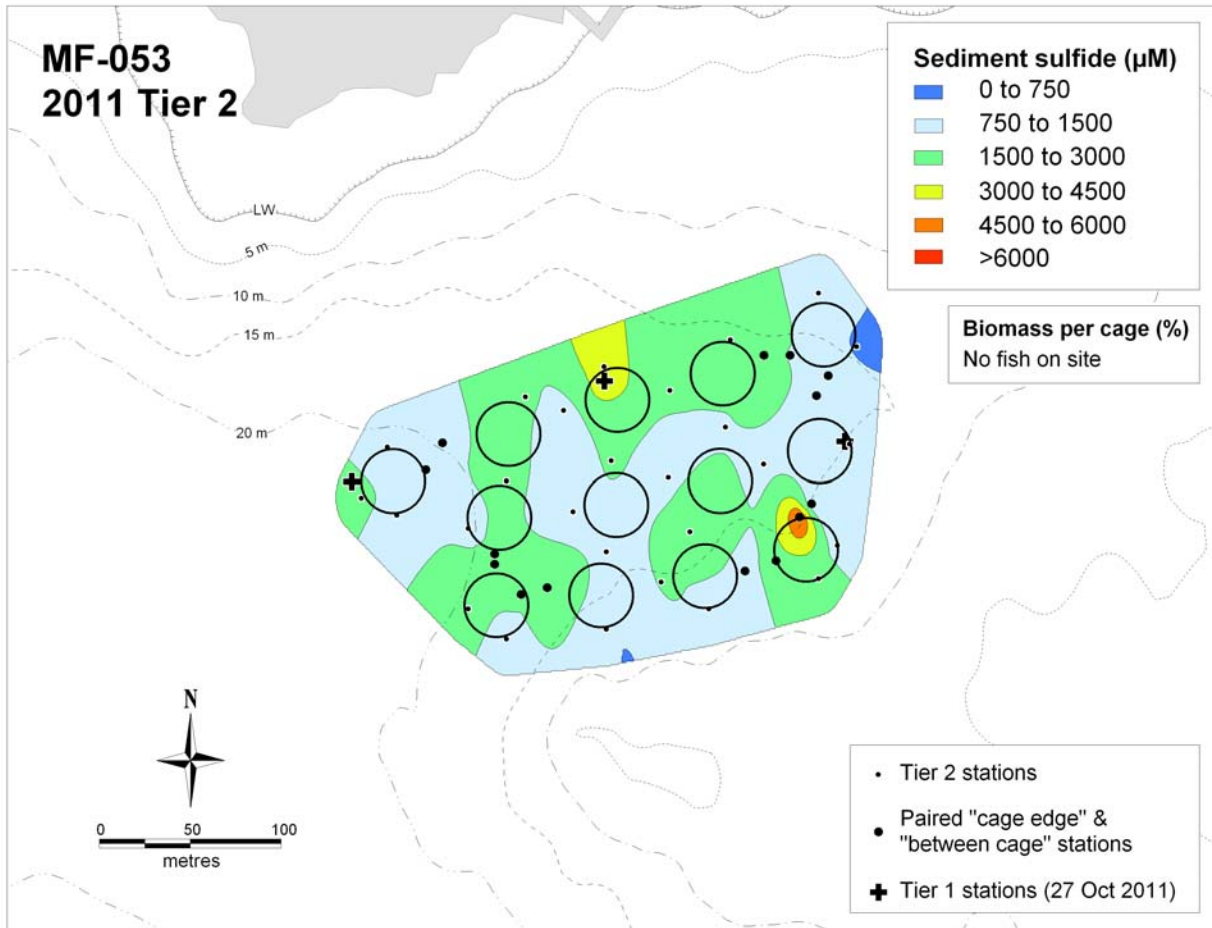 MF-053
2011 Tier 2
Sediment sulfide (µM)
0 to 750
750 to 1500
1500 to 3000
3000 to 4500
4500 to 6000
>6000
Biomass per cage (%)
No fish on site
LW
5 m
10 m
15 m
20 m
N
0 50 100
metres
Tier 2 stations
Paired "cage edge" &
"between cage" stations
Tier 1 stations (27 Oct 2011)